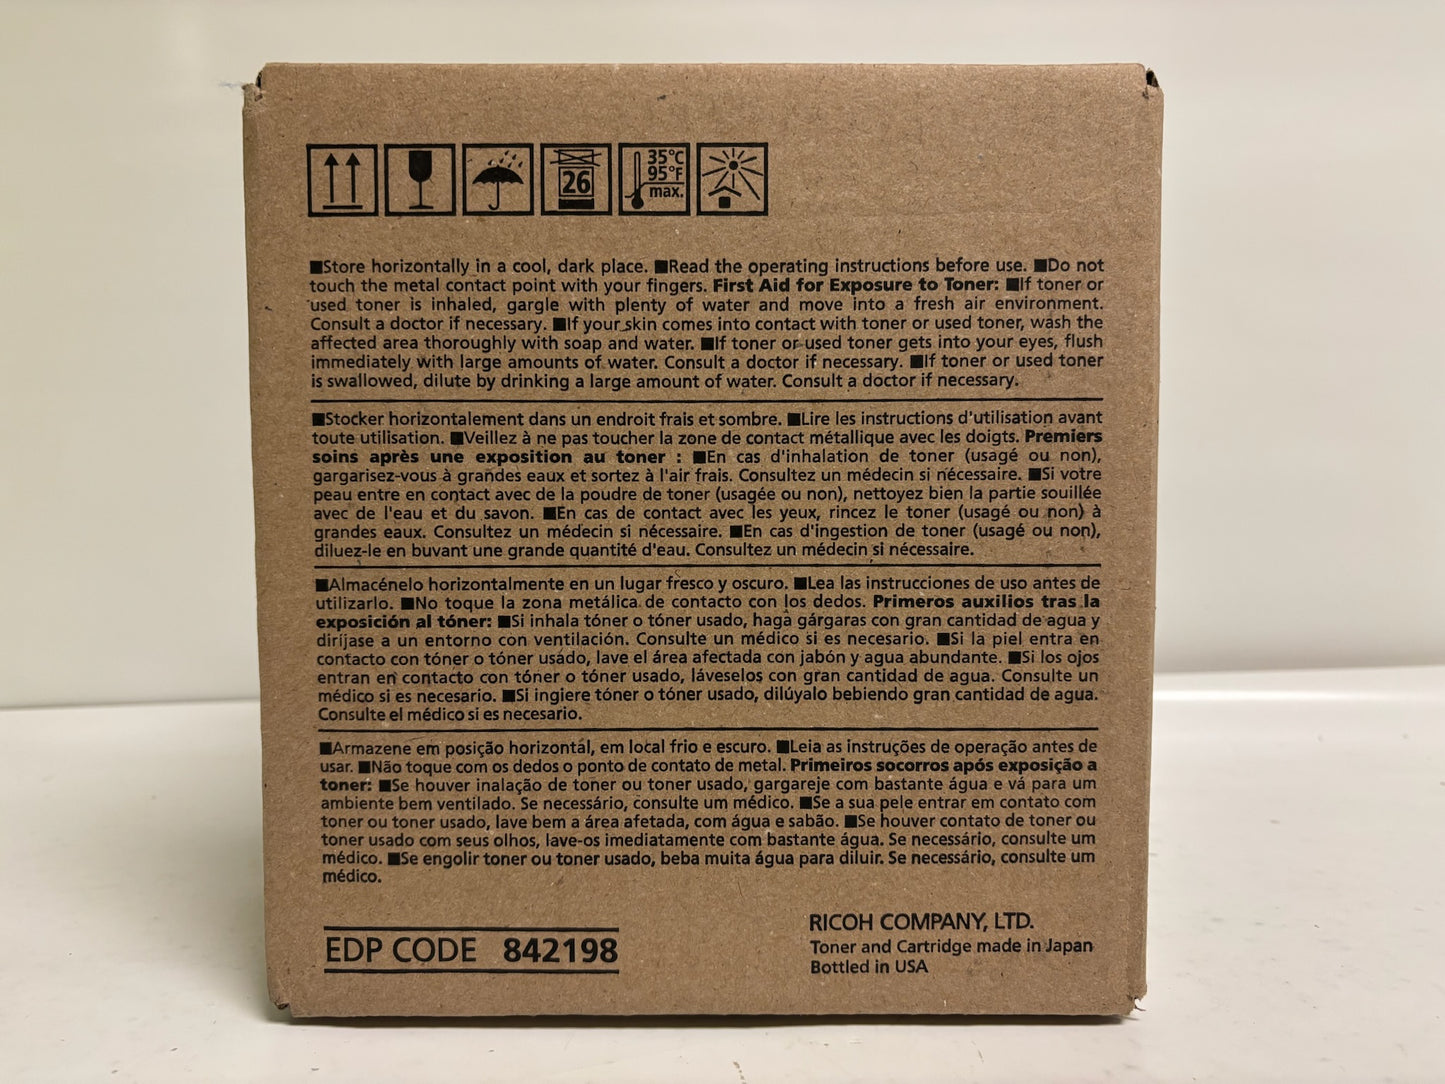 26
35°C
95°F
max.
■Store horizontally in a cool, dark place. ■Read the operating instructions before use. ■Do not
touch the metal contact point with your fingers. First Aid for Exposure to Toner: ■If toner or
used toner is inhaled, gargle with plenty of water and move into a fresh air environment.
Consult a doctor if necessary. ■If your skin comes into contact with toner or used toner, wash the
affected area thoroughly with soap and water. ■If toner or used toner gets into your eyes, flush
immediately with large amounts of water. Consult a doctor if necessary. ■If toner or used toner
is swallowed, dilute by drinking a large amount of water. Consult a doctor if necessary.
■Stocker horizontalement dans un endroit frais et sombre. ■Lire les instructions d'utilisation avant
toute utilisation. ■Veillez à ne pas toucher la zone de contact métallique avec les doigts. Premiers
soins après une exposition au toner : ■En cas d'inhalation de toner (usagé ou non),
gargarisez-vous à grandes eaux et sortez à l'air frais. Consultez un médecin si nécessaire. ■Si votre
peau entre en contact avec de la poudre de toner (usagée ou non), nettoyez bien la partie souillée
avec de l'eau et du savon. ■En cas de contact avec les yeux, rincez le toner (usagé ou non) à
grandes eaux. Consultez un médecin si nécessaire. ■En cas d'ingestion de toner (usagé ou non),
diluez-le en buvant une grande quantité d'eau. Consultez un médecin si nécessaire.
■Almacénelo horizontalmente en un lugar fresco y oscuro. ■Lea las instrucciones de uso antes de
utilizarlo. ■No toque la zona metálica de contacto con los dedos. Primeros auxilios tras la
exposición al tóner: ■Si inhala tóner o tóner usado, haga gárgaras con gran cantidad de agua y
diríjase a un entorno con ventilación. Consulte un médico si es necesario. ■Si la piel entra en
contacto con tóner o tóner usado, lave el área afectada con jabón y agua abundante. ■Si los ojos
entran en contacto con tóner o tóner usado, láveselos con gran cantidad de agua. Consulte un
médico si es necesario. ■Si ingiere tóner o tóner usado, dilúyalo bebiendo gran cantidad de agua.
Consulte el médico si es necesario.
■Armazene em posição horizontal, em local frio e escuro. ■Leia as instruções de operação antes de
usar. ■Não toque com os dedos o ponto de contato de metal. Primeiros socorros após exposição a
toner: ■Se houver inalação de toner ou toner usado, gargareje com bastante água e vá para um
ambiente bem ventilado. Se necessário, consulte um médico. ■Se a sua pele entrar em contato com
toner ou toner usado, lave bem a área afetada, com água e sabão. ■Se houver contato de toner ou
toner usado com seus olhos, lave-os imediatamente com bastante água. Se necessário, consulte um
médico. ■Se engolir toner ou toner usado, beba muita água para diluir. Se necessário, consulte um
médico.
EDP CODE 842198
RICOH COMPANY, LTD.
Toner and Cartridge made in Japan
Bottled in USA